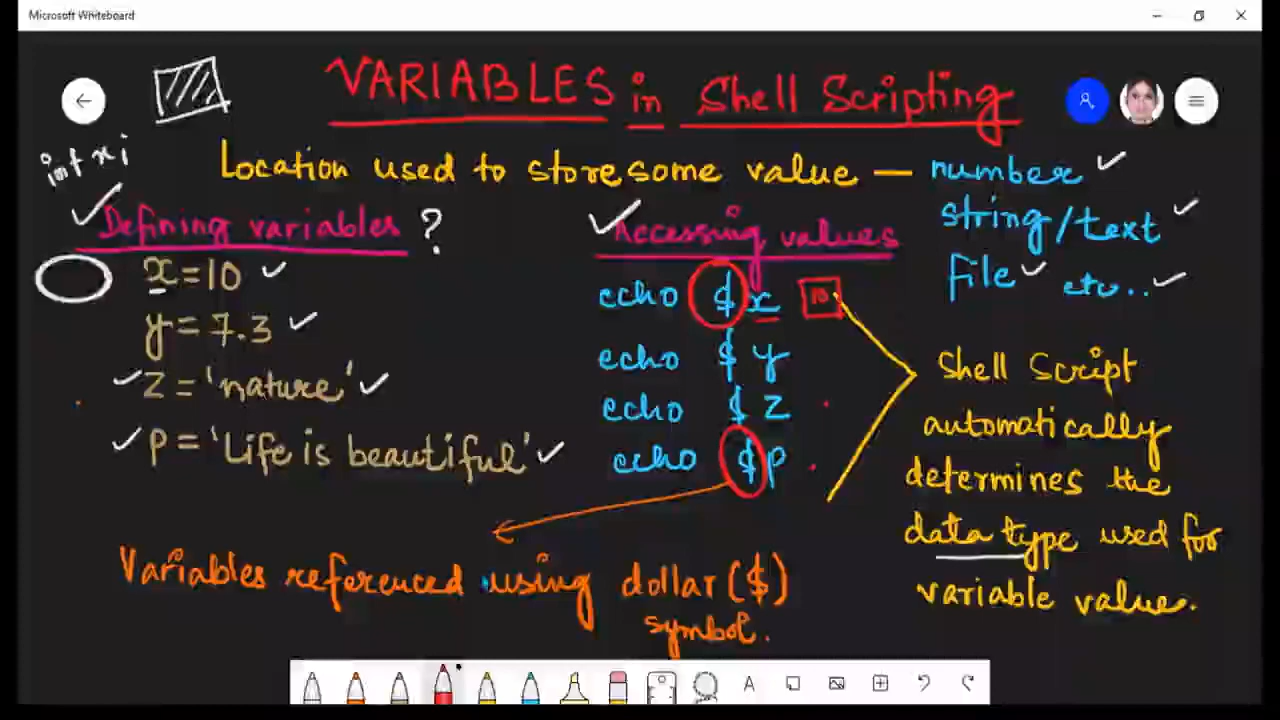 Microsoft Whiteboard
VARIABLES in Shell Scripting
int x;
Location used to store some value — number
string/text
file etc..
Defining variables ?
x=10
y=7.3
z='nature'
p='Life is beautiful'
Accessing values
echo $x 10
echo $y
echo $z
echo $p
Shell Script
automatically
determines the
data type used for
variable value.
Variables referenced using dollar($)
symbol.
A